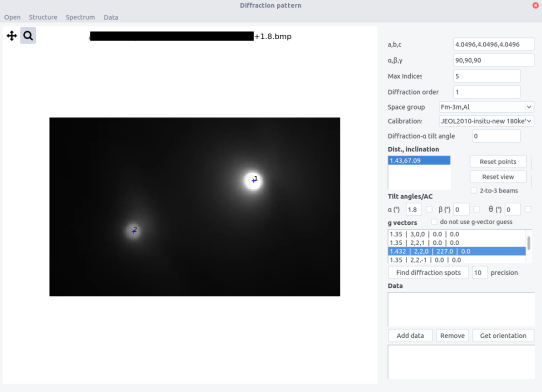 Diffraction pattern
Open Structure Spectrum Data
+1.8.bmp
a,b,c 4.0496,4.0496,4.0496
α,β,γ 90,90,90
Max Indices 5
Diffraction order 1
Space group Fm-3m,Al
Calibration: JEOL2010-insitu-new 180ke
Diffraction-α tilt angle 0
Dist., inclination
1.43,67.09
Reset points
Reset view
2-to-3 beams
Tilt angles/AC
α (°) 1.8 β (°) 0 θ (°) 0
g vectors do not use g-vector guess
1.35 | 3,0,0 | 0.0 | 0.0
1.35 | 2,2,1 | 0.0 | 0.0
1.432 | 2,2,0 | 227.0 | 0.0
1.35 | 2,2,-1 | 0.0 | 0.0
Find diffraction spots 10 precision
Data
Add data Remove Get orientation
2